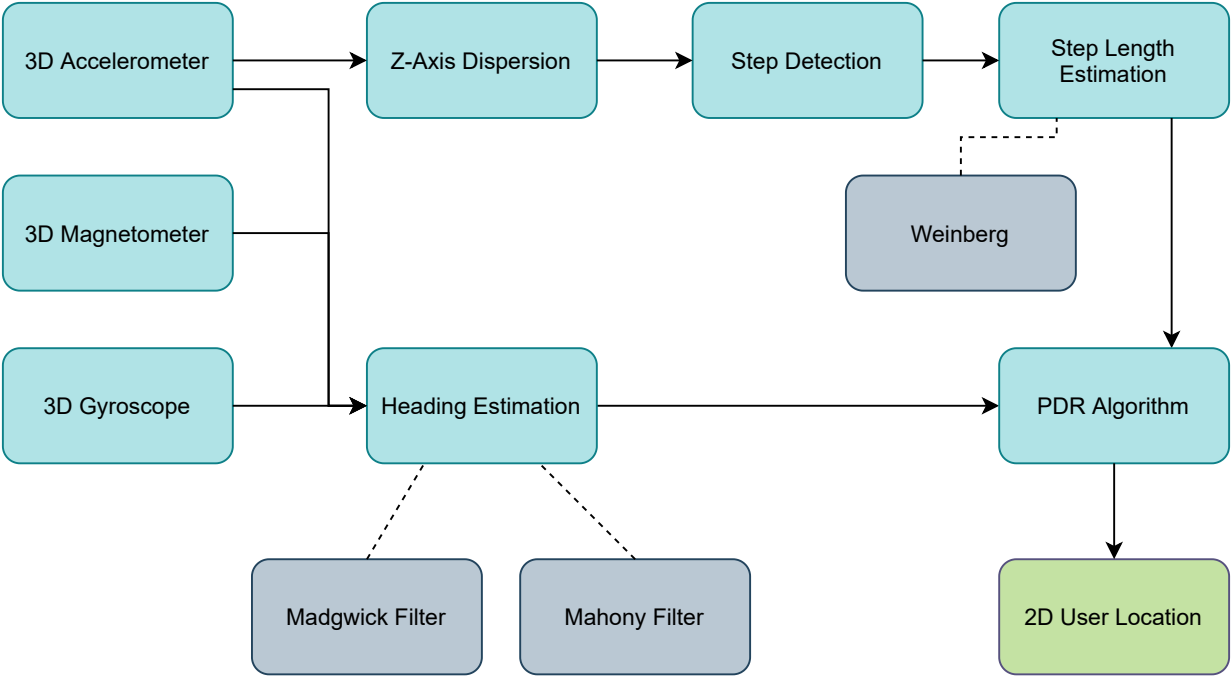 3D Accelerometer
Z-Axis Dispersion
Step Detection
Step Length
Estimation
3D Magnetometer
Weinberg
3D Gyroscope
Heading Estimation
PDR Algorithm
Madgwick Filter
Mahony Filter
2D User Location